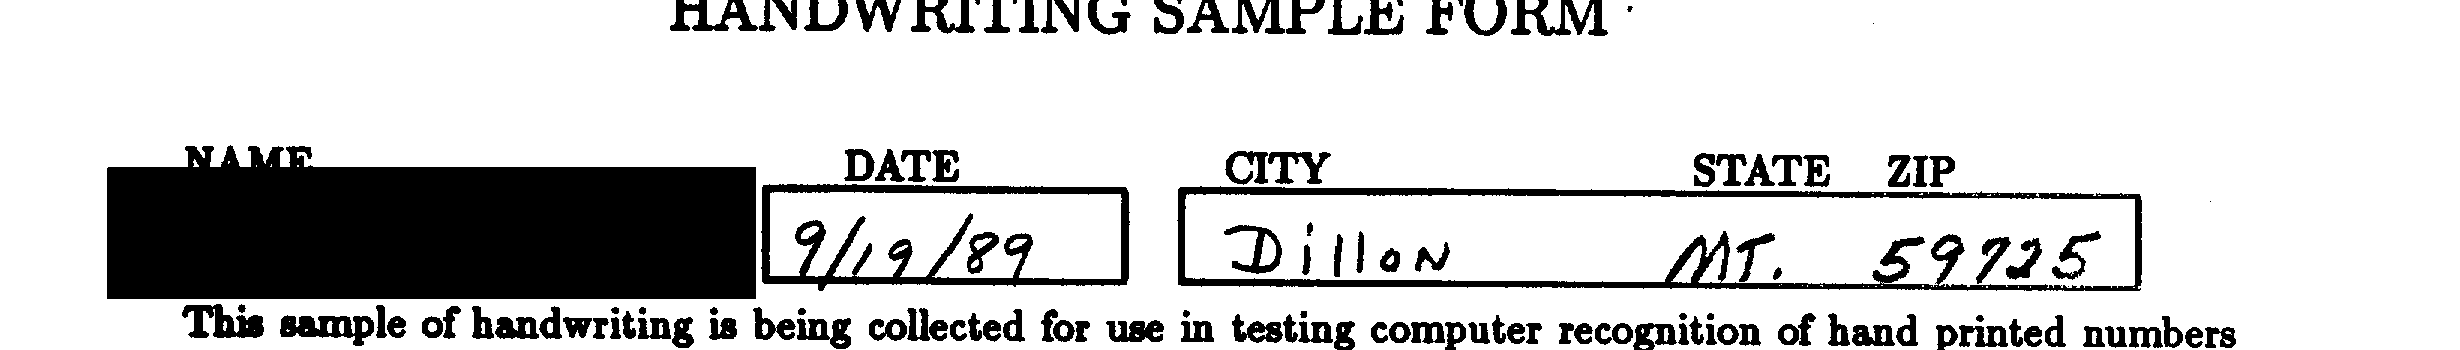 HANDWRITING SAMPLE FORM
NAME DATE CITY STATE ZIP
9/19/89 Dillon MT. 59725
This sample of handwriting is being collected for use in testing computer recognition of hand printed numbers